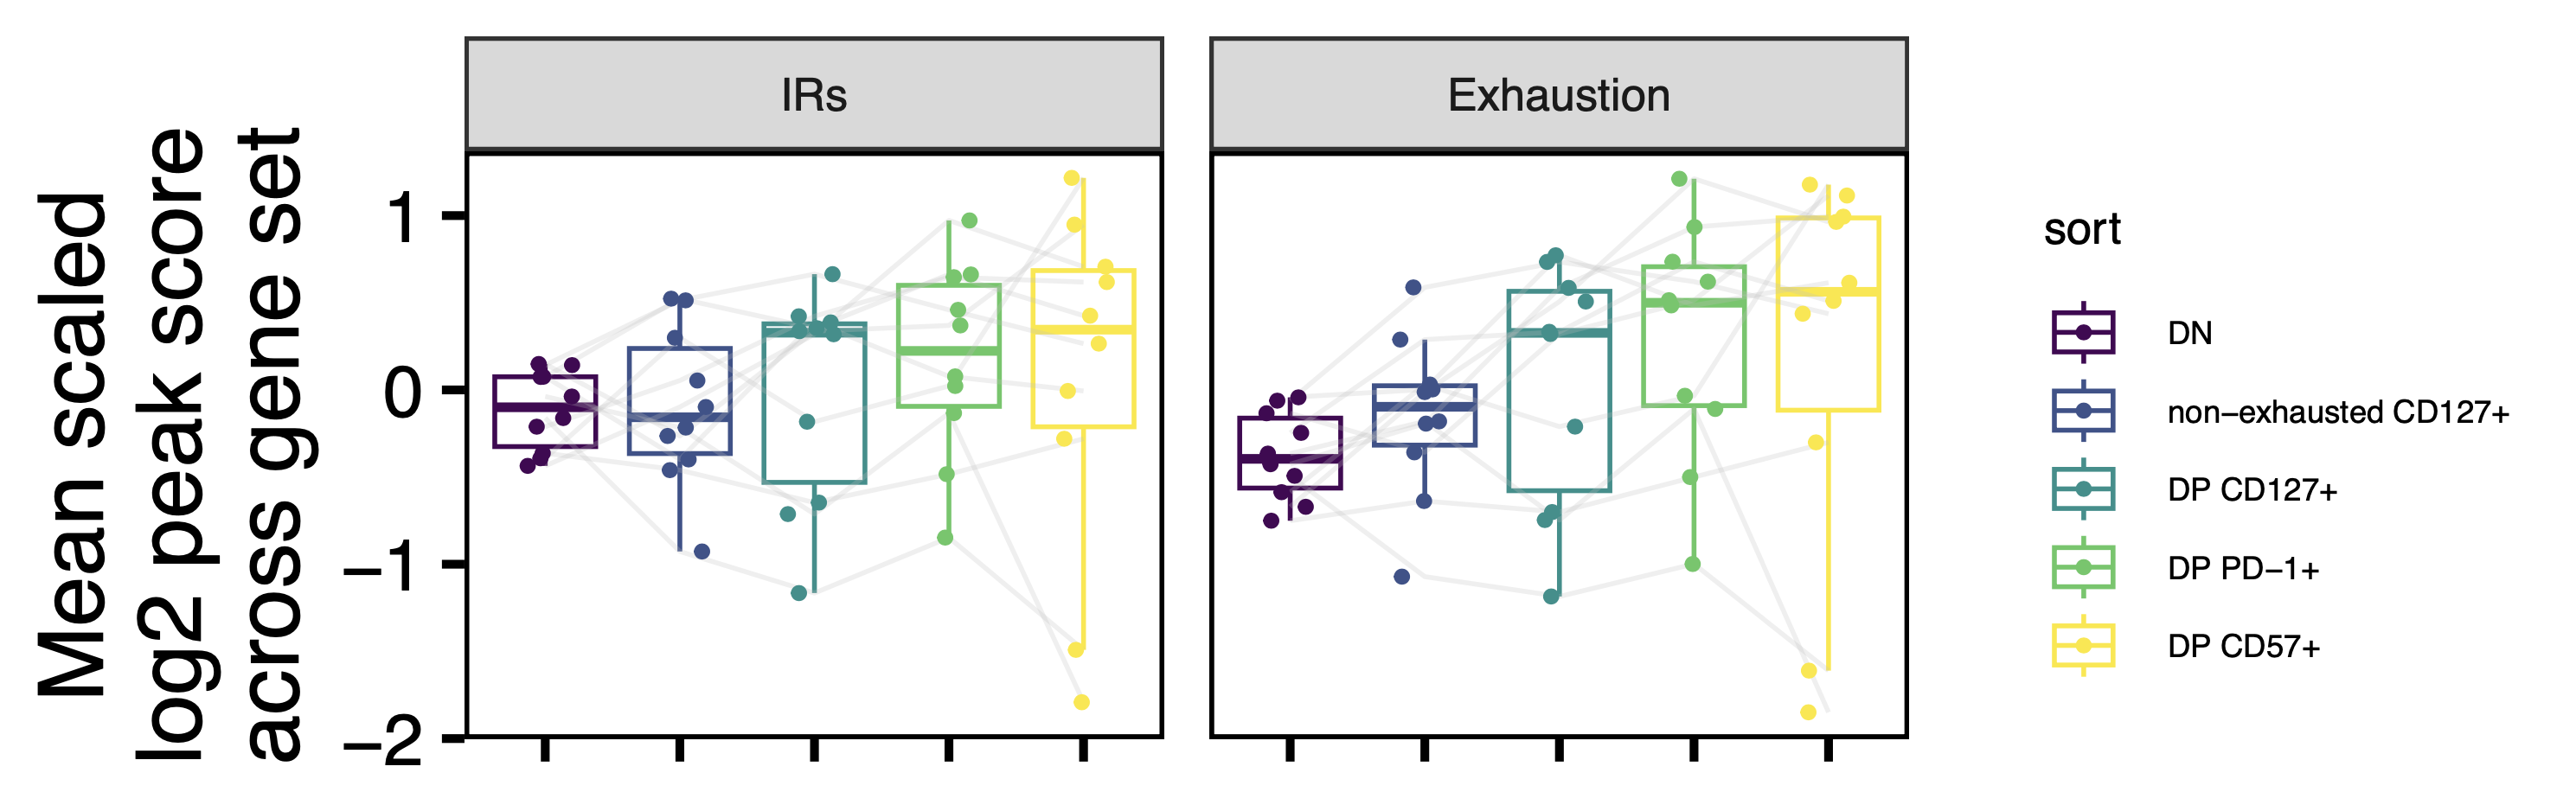 Mean scaled
log2 peak score
across gene set
IRs
Exhaustion
1
0
−1
−2
sort
DN
non−exhausted CD127+
DP CD127+
DP PD−1+
DP CD57+